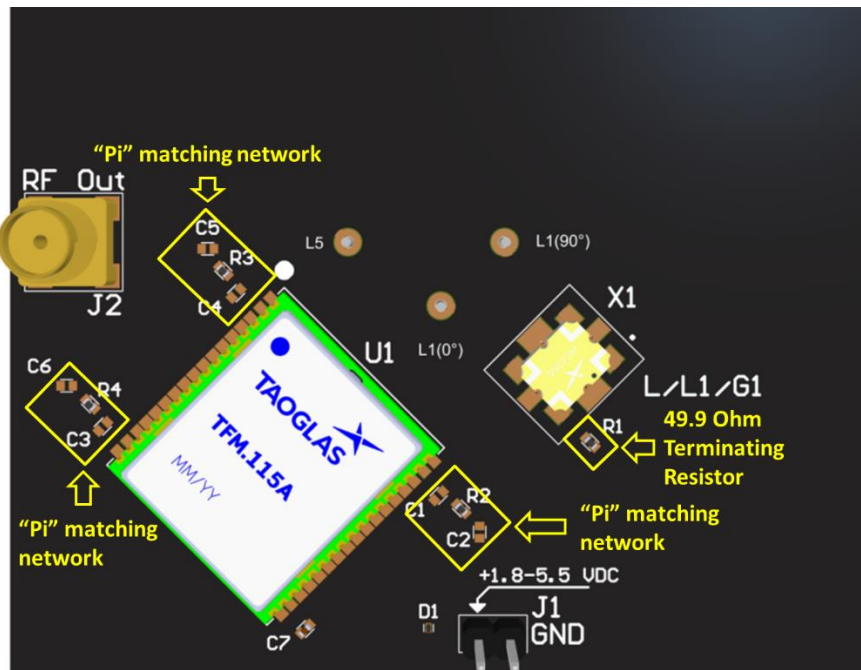 “Pi” matching network
RF Out
C5
R3
C4
J2
L5
L1(90°)
L1(0°)
X1
U1
L/L1/G1
C6
R4
C3
TAOGLAS
TFM.115A
MM/YY
R1
49.9 Ohm
Terminating
Resistor
“Pi” matching
network
C1
R2
C2
“Pi” matching
network
+1.8-5.5 VDC
D1
J1
GND
C7